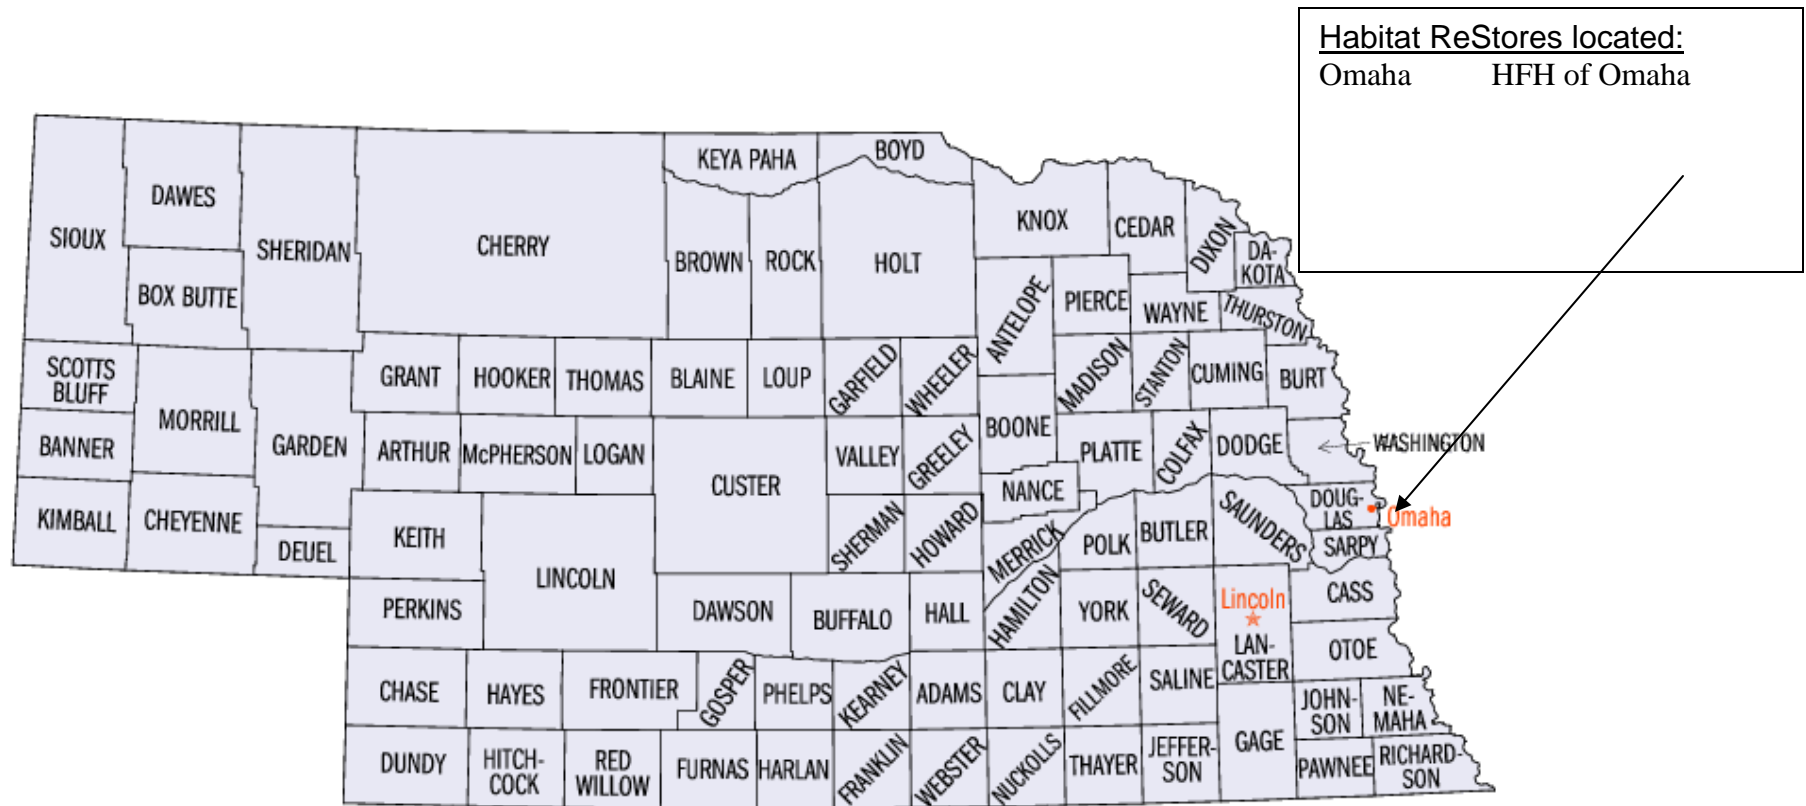 Habitat ReStores located:
Omaha HFH of Omaha
KEYA PAHA
BOYD
DAWES
SIOUX
SHERIDAN
CHERRY
BROWN
ROCK
HOLT
KNOX
CEDAR
DIXON
DA-
KOTA
BOX BUTTE
ANTELOPE
PIERCE
WAYNE
THURSTON
SCOTTS
BLUFF
MORRILL
GARDEN
GRANT
HOOKER
THOMAS
BLAINE
LOUP
GARFIELD
WHEELER
MADISON
STANTON
CUMING
BURT
BANNER
ARTHUR
McPHERSON
LOGAN
CUSTER
VALLEY
GREELEY
BOONE
PLATTE
COLFAX
DODGE
WASHINGTON
KIMBALL
CHEYENNE
DEUEL
KEITH
LINCOLN
SHERMAN
HOWARD
NANCE
MERRICK
POLK
BUTLER
SAUNDERS
DOUG-
LAS
Omaha
SARPY
PERKINS
DAWSON
BUFFALO
HALL
HAMILTON
YORK
SEWARD
Lincoln
LAN-
CASTER
CASS
OTOE
CHASE
HAYES
FRONTIER
GOSPER
PHELPS
KEARNEY
ADAMS
CLAY
FILLMORE
SALINE
JOHN-
SON
NE-
MAHA
DUNDY
HITCH-
COCK
RED
WILLOW
FURNAS
HARLAN
FRANKLIN
WEBSTER
NUCKOLLS
THAYER
JEFFER-
SON
GAGE
PAWNEE
RICHARD-
SON